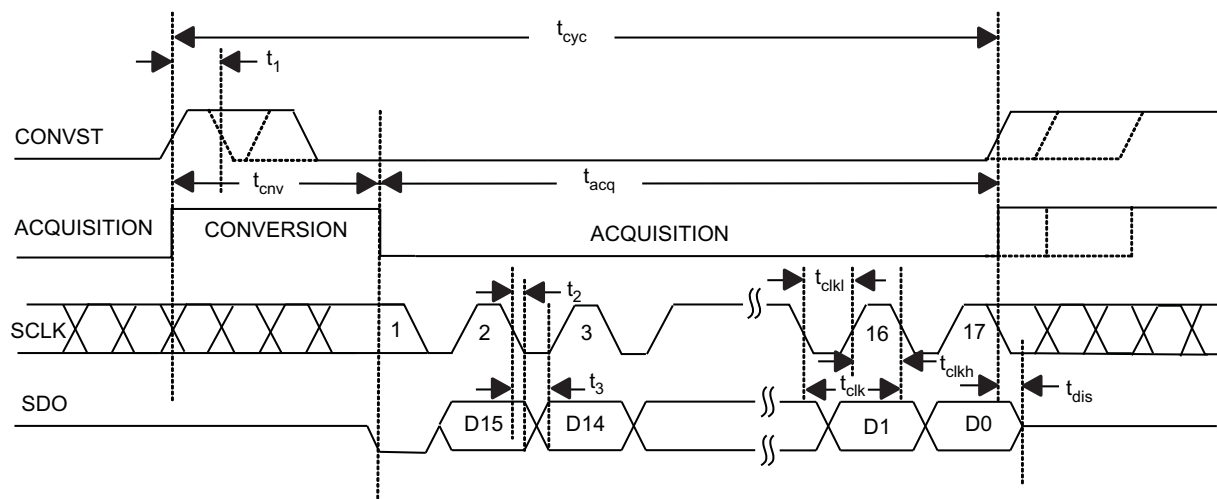 tcyc
t1
CONVST
tcnv
tacq
ACQUISITION
CONVERSION
ACQUISITION
t2
tclkl
SCLK
1
2
3
16
17
t3
tclk
tclkh
tdis
SDO
D15
D14
D1
D0